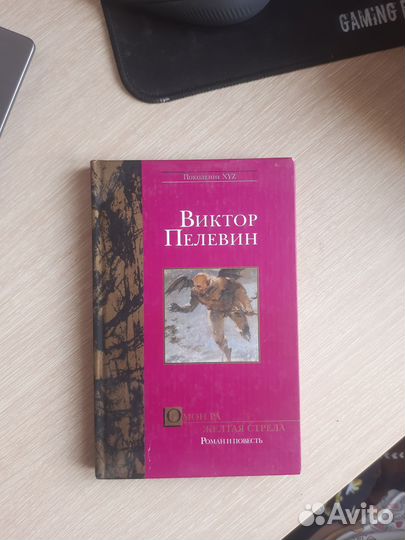 GAMING
Поколение XYZ
Виктор
Пелевин
Омон Ра
Желтая стрела
Роман и повесть
Avito